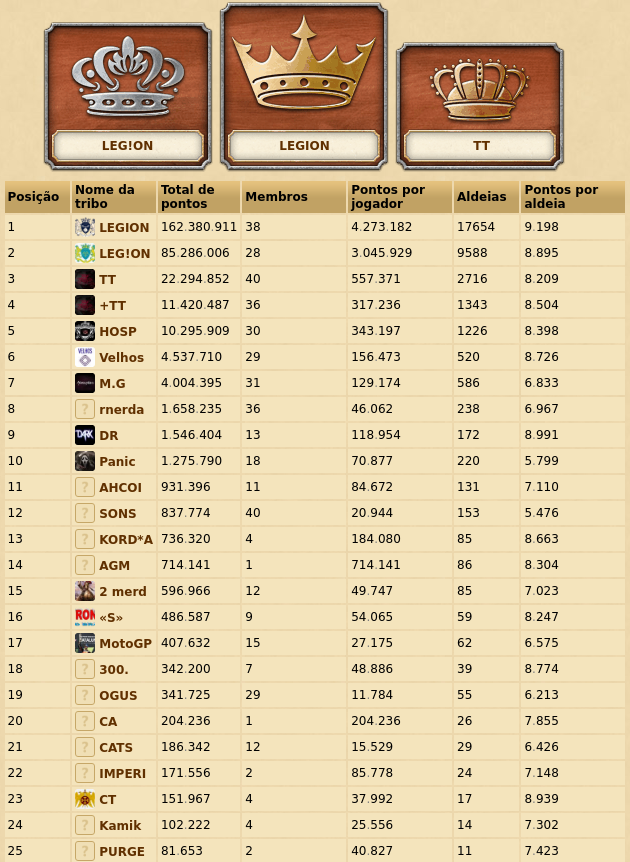 LEG!ON
LEGION
TT
Posição Nome da tribo Total de pontos Membros Pontos por jogador Aldeias Pontos por aldeia
1 LEGION 162.380.911 38 4.273.182 17654 9.198
2 LEG!ON 85.286.006 28 3.045.929 9588 8.895
3 TT 22.294.852 40 557.371 2716 8.209
4 +TT 11.420.487 36 317.236 1343 8.504
5 HOSP 10.295.909 30 343.197 1226 8.398
6 VELHOS Velhos 4.537.710 29 156.473 520 8.726
7 M.G 4.004.395 31 129.174 586 6.833
8 ? rnerda 1.658.235 36 46.062 238 6.967
9 DARK DR 1.546.404 13 118.954 172 8.991
10 Panic 1.275.790 18 70.877 220 5.799
11 ? AHCOI 931.396 11 84.672 131 7.110
12 ? SONS 837.774 40 20.944 153 5.476
13 ? KORD*A 736.320 4 184.080 85 8.663
14 ? AGM 714.141 1 714.141 86 8.304
15 2 merd 596.966 12 49.747 85 7.023
16 RON «S» 486.587 9 54.065 59 8.247
17 MotoGP 407.632 15 27.175 62 6.575
18 ? 300. 342.200 7 48.886 39 8.774
19 ? OGUS 341.725 29 11.784 55 6.213
20 ? CA 204.236 1 204.236 26 7.855
21 ? CATS 186.342 12 15.529 29 6.426
22 ? IMPERI 171.556 2 85.778 24 7.148
23 CT 151.967 4 37.992 17 8.939
24 ? Kamik 102.222 4 25.556 14 7.302
25 ? PURGE 81.653 2 40.827 11 7.423